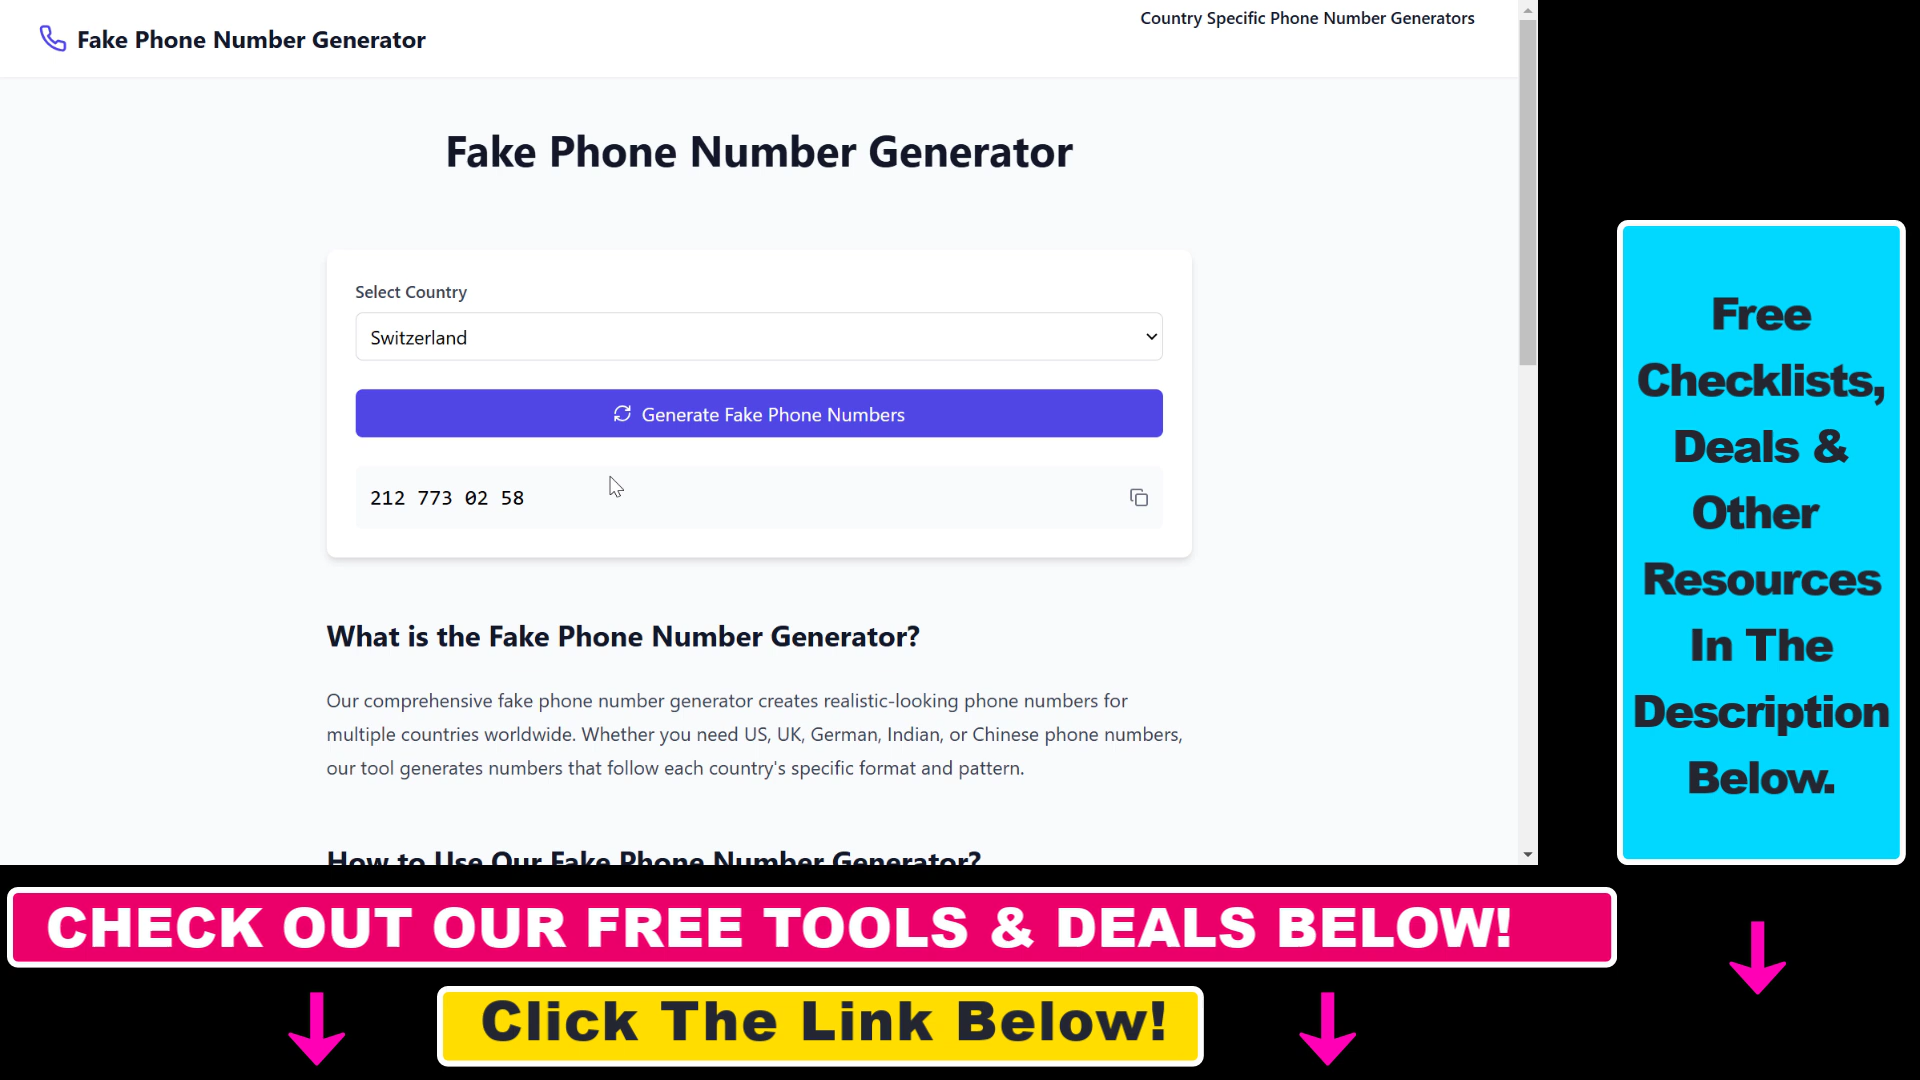 Fake Phone Number Generator
Country Specific Phone Number Generators
Fake Phone Number Generator
Select Country
Switzerland
Generate Fake Phone Numbers
212 773 02 58
What is the Fake Phone Number Generator?
Our comprehensive fake phone number generator creates realistic-looking phone numbers for
multiple countries worldwide. Whether you need US, UK, German, Indian, or Chinese phone numbers,
our tool generates numbers that follow each country's specific format and pattern.
How to Use Our Fake Phone Number Generator?
Free
Checklists,
Deals &
Other
Resources
In The
Description
Below.
CHECK OUT OUR FREE TOOLS & DEALS BELOW!
Click The Link Below!